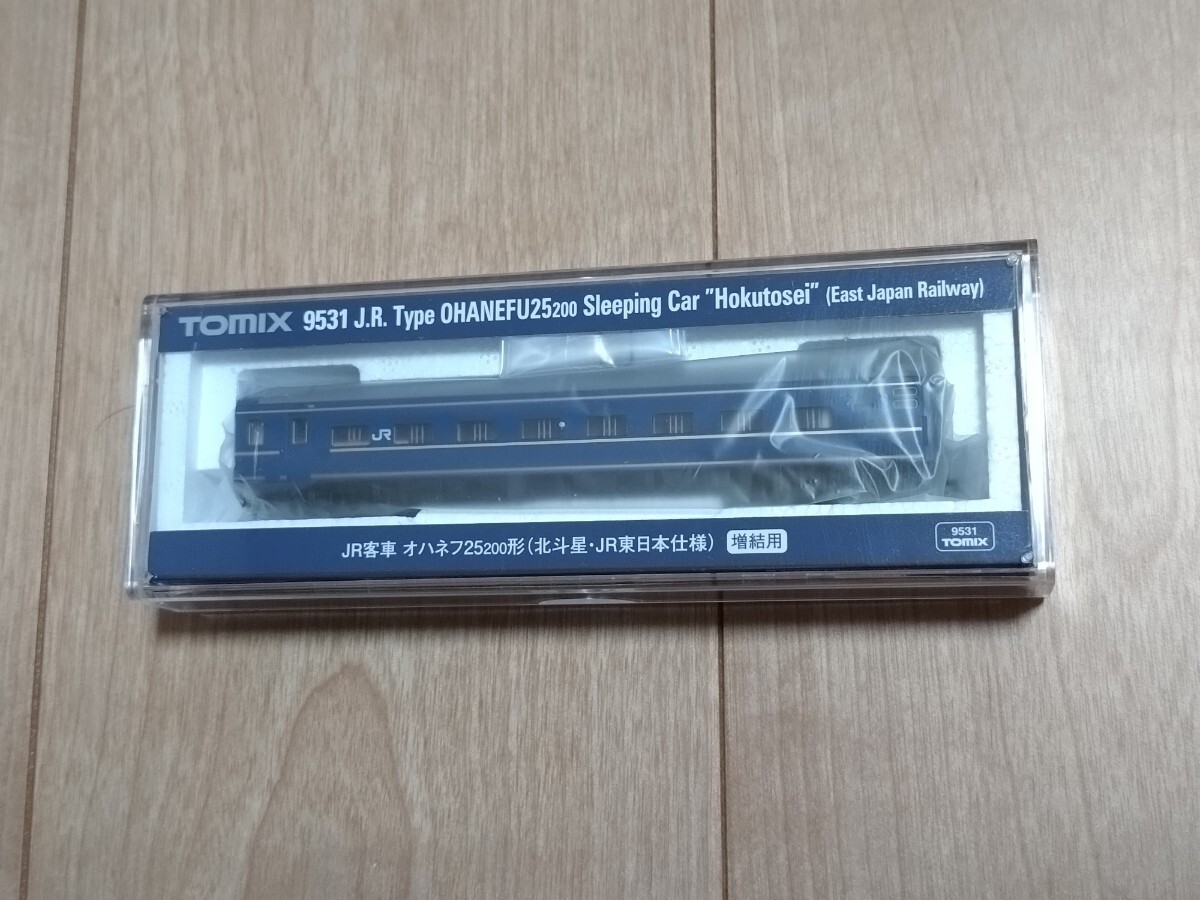 TOMIX 9531 J.R. Type OHANEFU25200 Sleeping Car "Hokutosei" (East Japan Railway)
JR
JR客車 オハネフ25200形(北斗星・JR東日本仕様) 増結用
9531
TOMIX